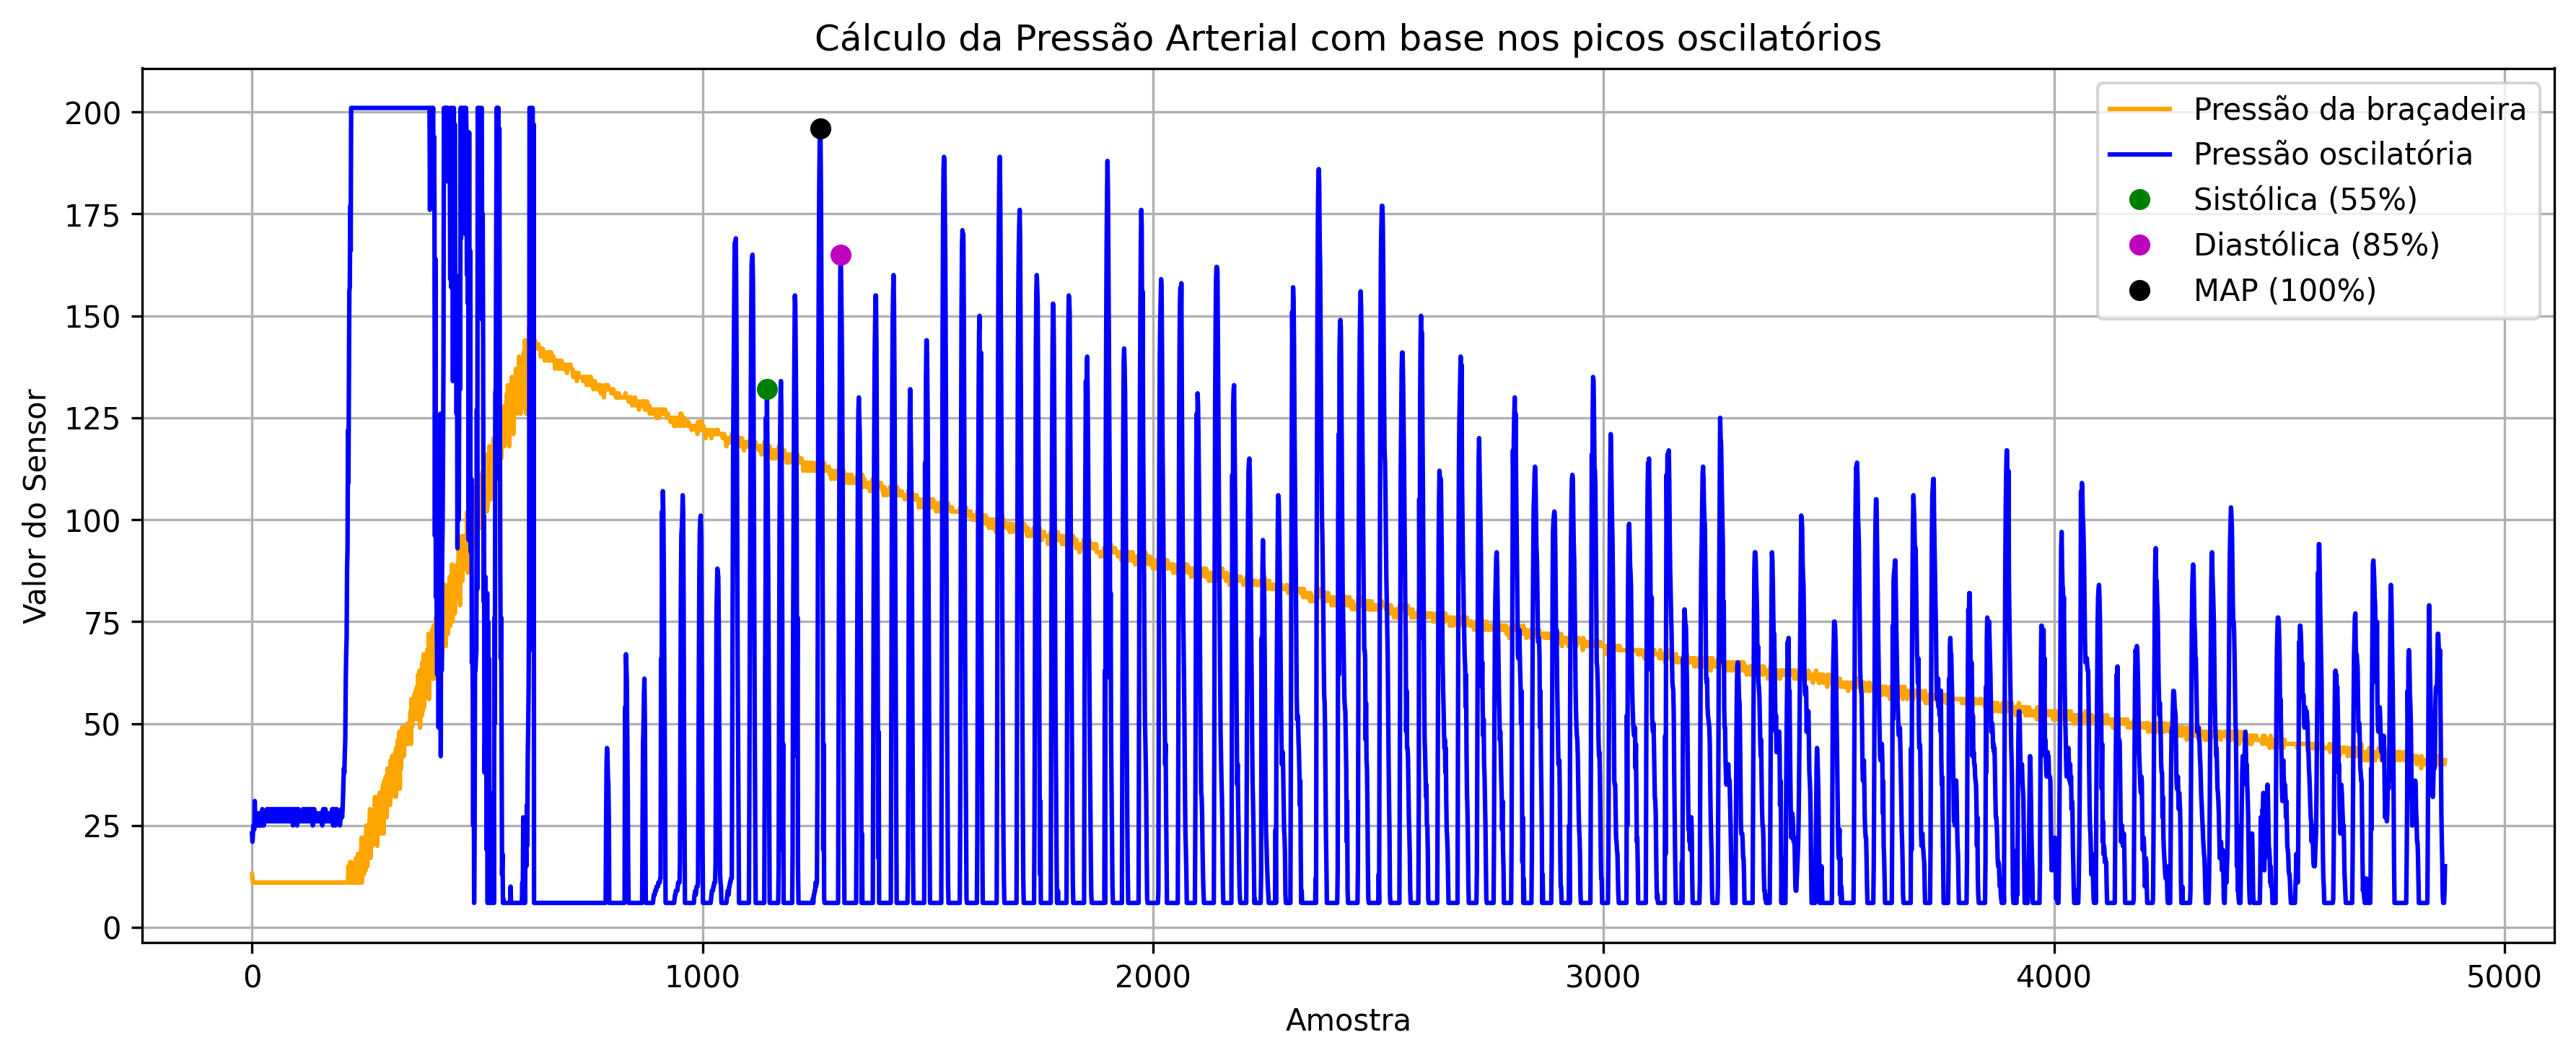 Cálculo da Pressão Arterial com base nos picos oscilatórios
Pressão da braçadeira
Pressão oscilatória
Sistólica (55%)
Diastólica (85%)
MAP (100%)
Valor do Sensor
200
175
150
125
100
75
50
25
0
0 1000 2000 3000 4000 5000
Amostra